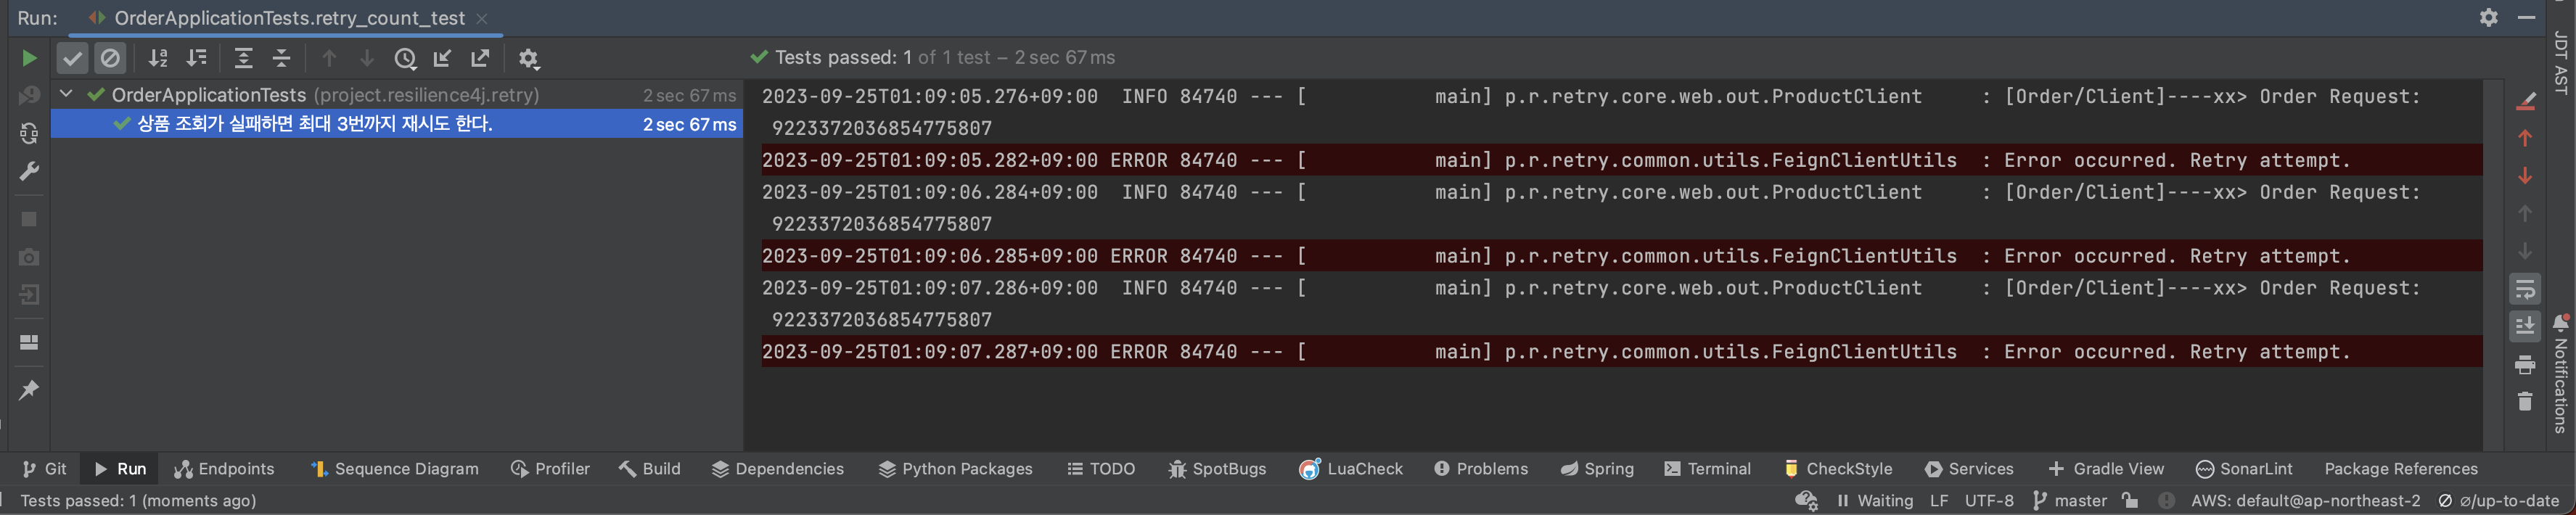 Run: OrderApplicationTests.retry_count_test
Tests passed: 1 of 1 test – 2 sec 67 ms
OrderApplicationTests (project.resilience4j.retry) 2 sec 67 ms
상품 조회가 실패하면 최대 3번까지 재시도 한다. 2 sec 67 ms
2023-09-25T01:09:05.276+09:00  INFO 84740 --- [           main] p.r.retry.core.web.out.ProductClient     : [Order/Client]----xx> Order Request:
9223372036854775807
2023-09-25T01:09:05.282+09:00 ERROR 84740 --- [           main] p.r.retry.common.utils.FeignClientUtils  : Error occurred. Retry attempt.
2023-09-25T01:09:06.284+09:00  INFO 84740 --- [           main] p.r.retry.core.web.out.ProductClient     : [Order/Client]----xx> Order Request:
9223372036854775807
2023-09-25T01:09:06.285+09:00 ERROR 84740 --- [           main] p.r.retry.common.utils.FeignClientUtils  : Error occurred. Retry attempt.
2023-09-25T01:09:07.286+09:00  INFO 84740 --- [           main] p.r.retry.core.web.out.ProductClient     : [Order/Client]----xx> Order Request:
9223372036854775807
2023-09-25T01:09:07.287+09:00 ERROR 84740 --- [           main] p.r.retry.common.utils.FeignClientUtils  : Error occurred. Retry attempt.
JDT AST
Notifications
Git Run Endpoints Sequence Diagram Profiler Build Dependencies Python Packages TODO SpotBugs LuaCheck Problems Spring Terminal CheckStyle Services Gradle View SonarLint Package References
Tests passed: 1 (moments ago) Waiting LF UTF-8 master AWS: default@ap-northeast-2 ∅/up-to-date